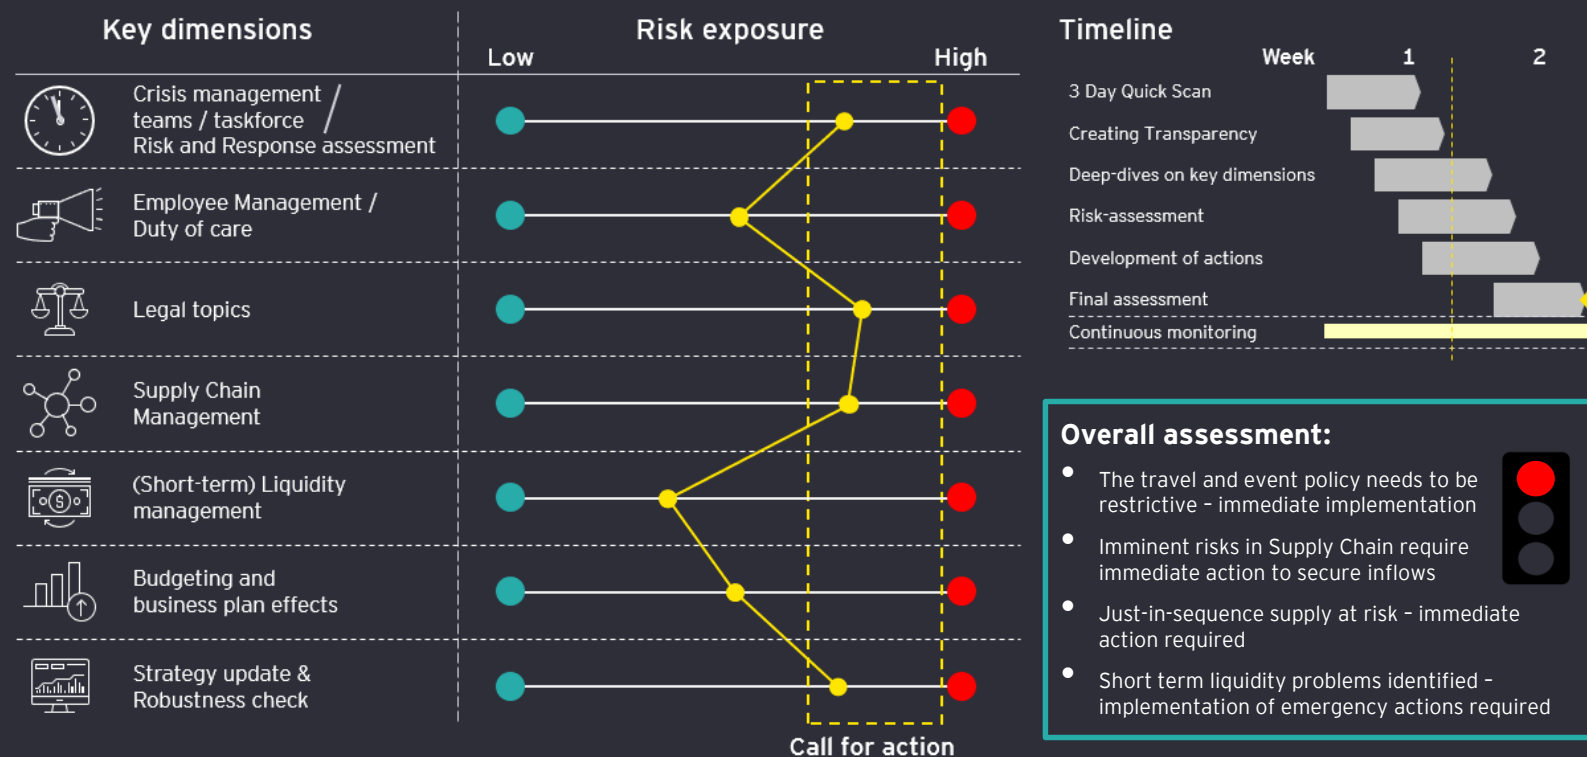 Key dimensions
Risk exposure
Low
High
Crisis management
teams / taskforce /
Risk and Response assessment
Employee Management /
Duty of care
Legal topics
Supply Chain
Management
(Short-term) Liquidity
management
$
Budgeting and
business plan effects
Strategy update &
Robustness check
Call for action
Timeline
Week 1 2
3 Day Quick Scan
Creating Transparency
Deep-dives on key dimensions
Risk-assessment
Development of actions
Final assessment
Continuous monitoring
Overall assessment:
• The travel and event policy needs to be
restrictive – immediate implementation
• Imminent risks in Supply Chain require
immediate action to secure inflows
• Just-in-sequence supply at risk – immediate
action required
• Short term liquidity problems identified –
implementation of emergency actions required